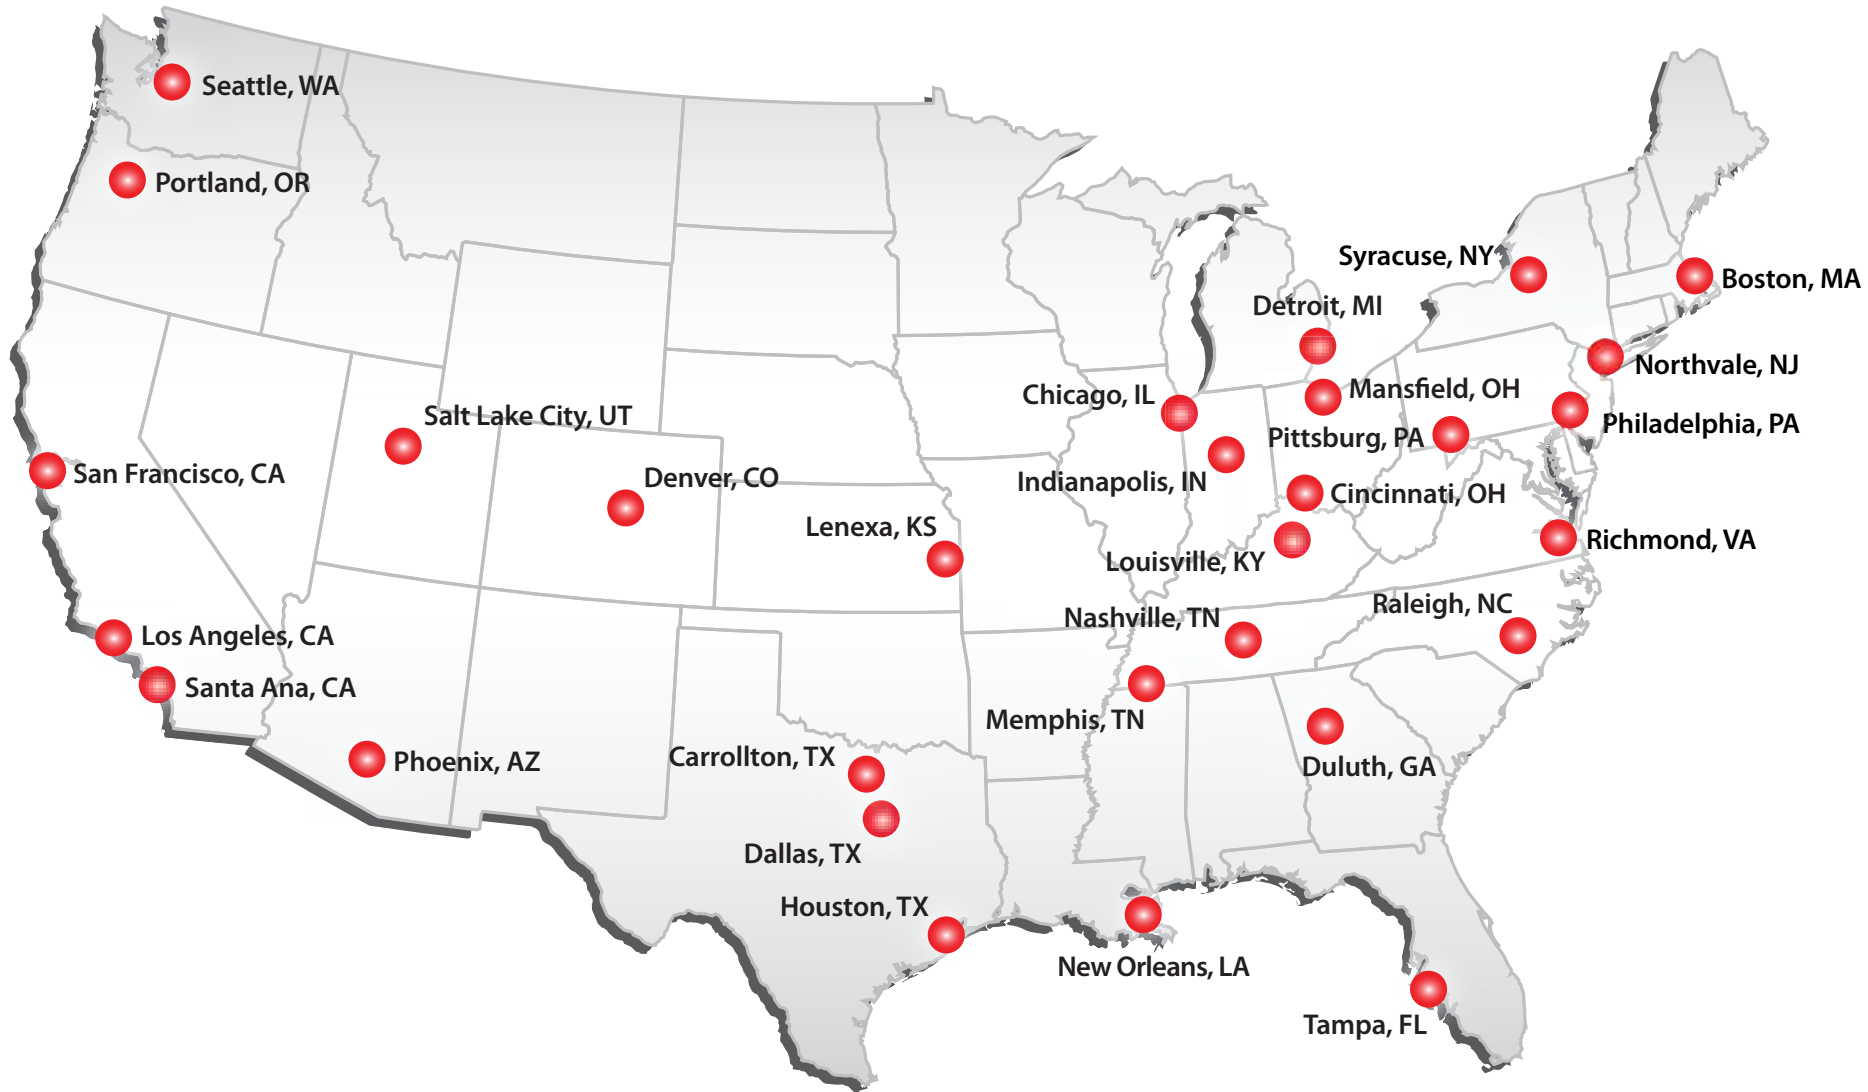 Seattle, WA
Portland, OR
Syracuse, NY
Boston, MA
Detroit, MI
Northvale, NJ
Chicago, IL
Mansfield, OH
Salt Lake City, UT
Philadelphia, PA
Pittsburg, PA
San Francisco, CA
Denver, CO
Indianapolis, IN
Cincinnati, OH
Lenexa, KS
Richmond, VA
Louisville, KY
Raleigh, NC
Nashville, TN
Los Angeles, CA
Santa Ana, CA
Memphis, TN
Carrollton, TX
Phoenix, AZ
Duluth, GA
Dallas, TX
Houston, TX
New Orleans, LA
Tampa, FL